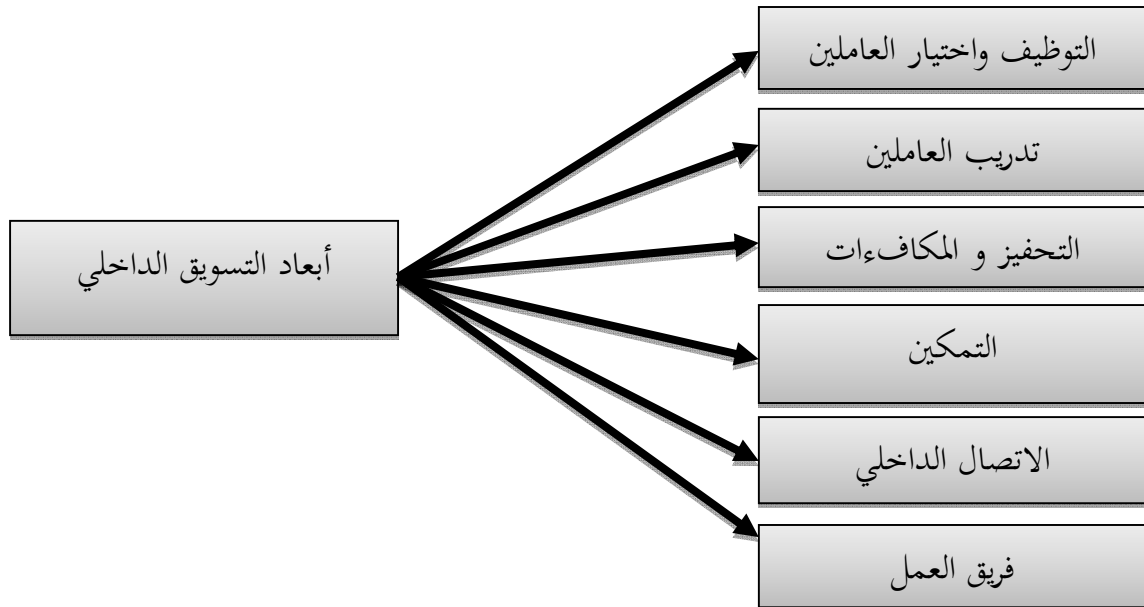 أبعاد التسويق الداخلي
التوظيف واختيار العاملين
تدريب العاملين
التحفيز و المكافءات
التمكين
الاتصال الداخلي
فريق العمل